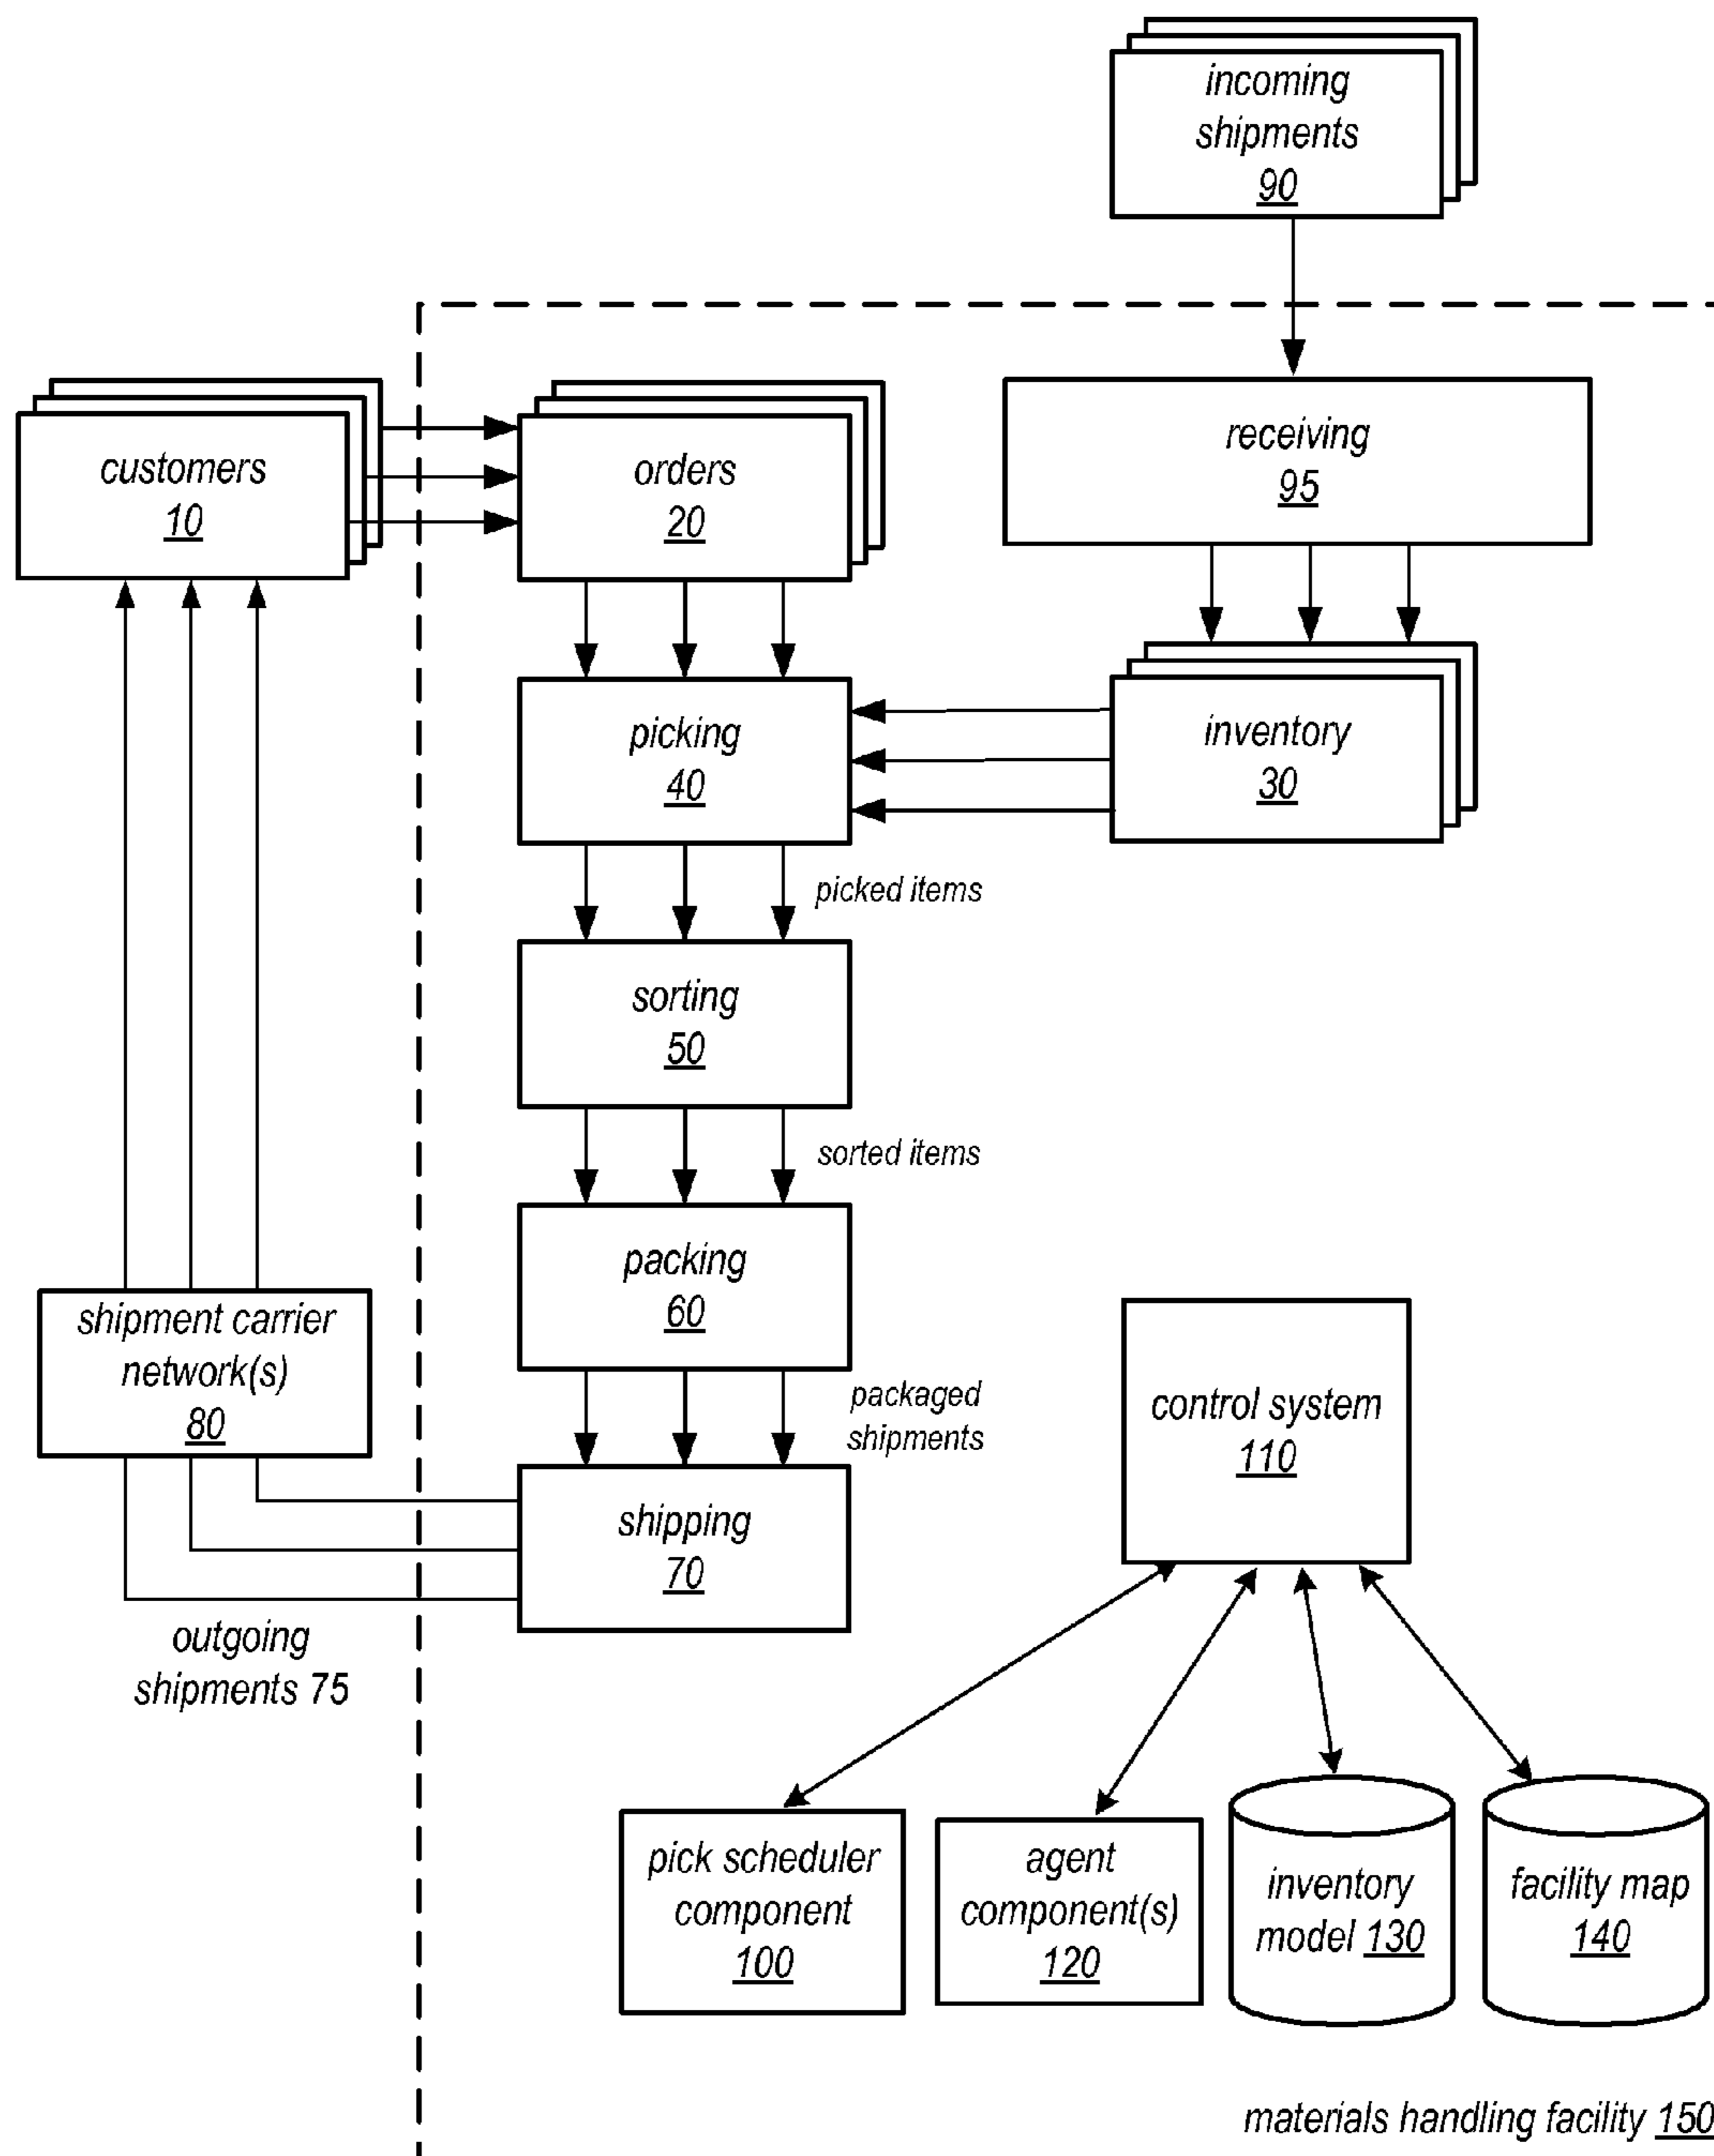 incoming
shipments
90
customers
10
orders
20
receiving
95
picking
40
inventory
30
picked items
sorting
50
sorted items
packing
60
shipment carrier
network(s)
80
packaged
shipments
control system
110
shipping
70
outgoing
shipments 75
pick scheduler
component
100
agent
component(s)
120
inventory
model 130
facility map
140
materials handling facility 150